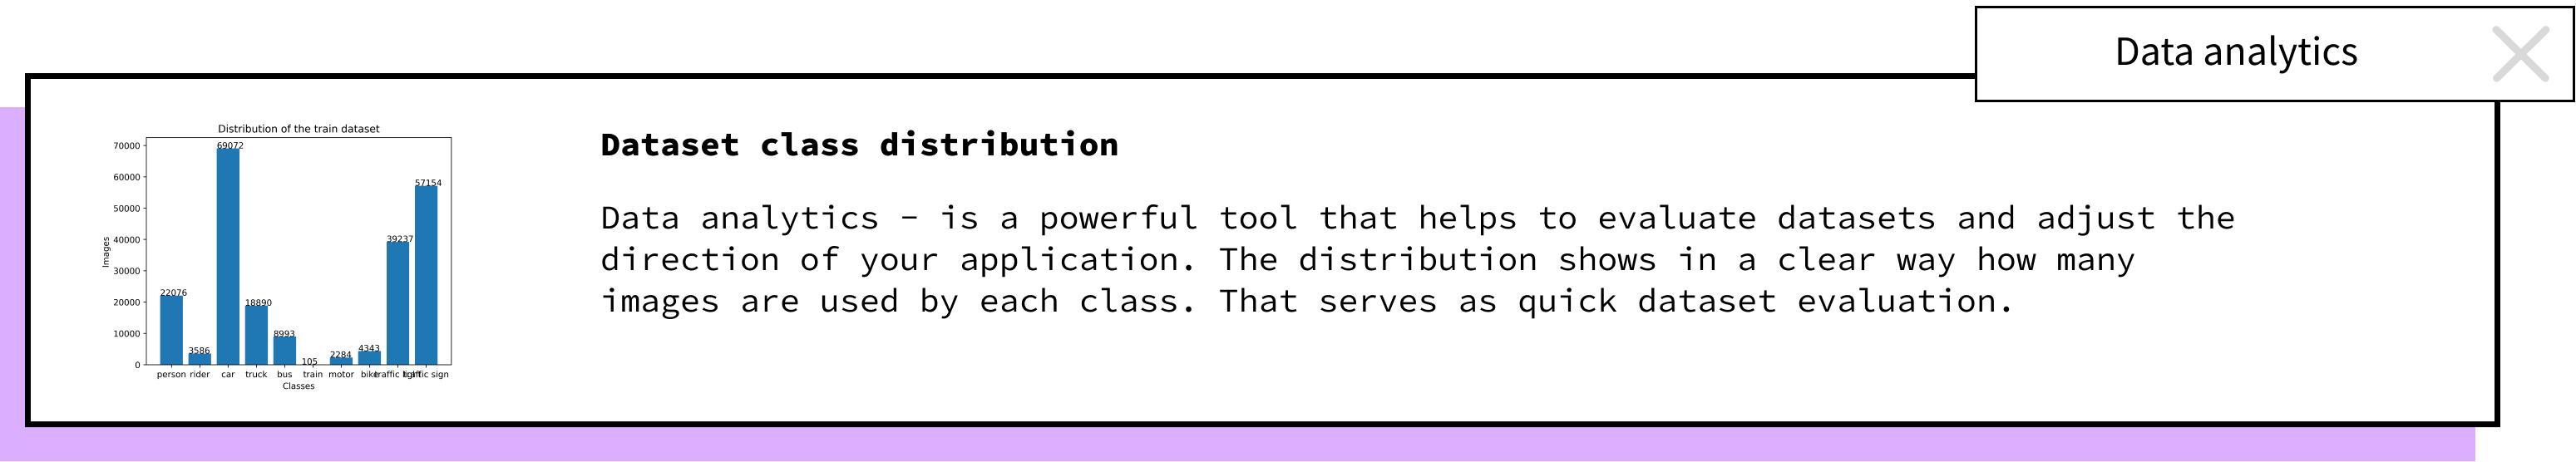 Data analytics
Distribution of the train dataset
70000
60000
50000
40000
30000
20000
10000
0
Images
22076
3586
69072
18890
8993
105
2284
4343
39237
57154
person rider car truck bus train motor bike traffic light traffic sign
Classes
Dataset class distribution
Data analytics - is a powerful tool that helps to evaluate datasets and adjust the
direction of your application. The distribution shows in a clear way how many
images are used by each class. That serves as quick dataset evaluation.